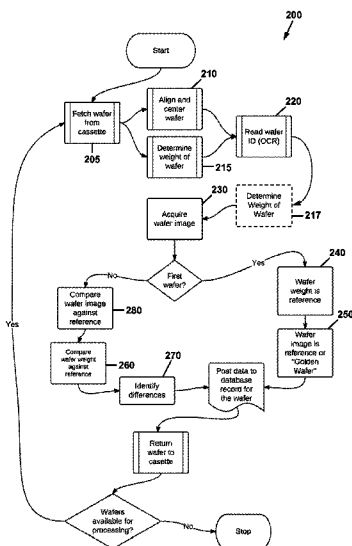 200
Start
210
Align and
center
wafer
220
Fetch wafer
from
cassette
205
Read wafer
ID (OCR)
Determine
weight of
wafer
215
230
Acquire
wafer image
Determine
Weight of
Wafer
217
240
First
wafer?
No
Yes
Wafer
weight is
reference
Compare
wafer image
against
reference
280
250
Wafer
image is
reference or
"Golden
Wafer"
Yes
Compare
wafer weight
against
reference
260
270
Identify
differences
Post data to
database
record for
the wafer
Return
wafer to
casette
Wafers
available for
processing?
No
Stop